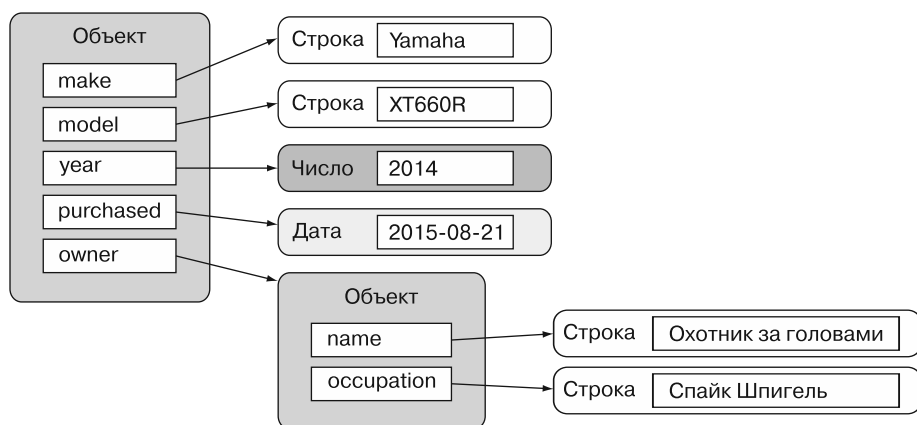 Объект
make
Строка Yamaha
model
Строка XT660R
year
Число 2014
purchased
Дата 2015-08-21
owner
Объект
name
Строка Охотник за головами
occupation
Строка Спайк Шпигель